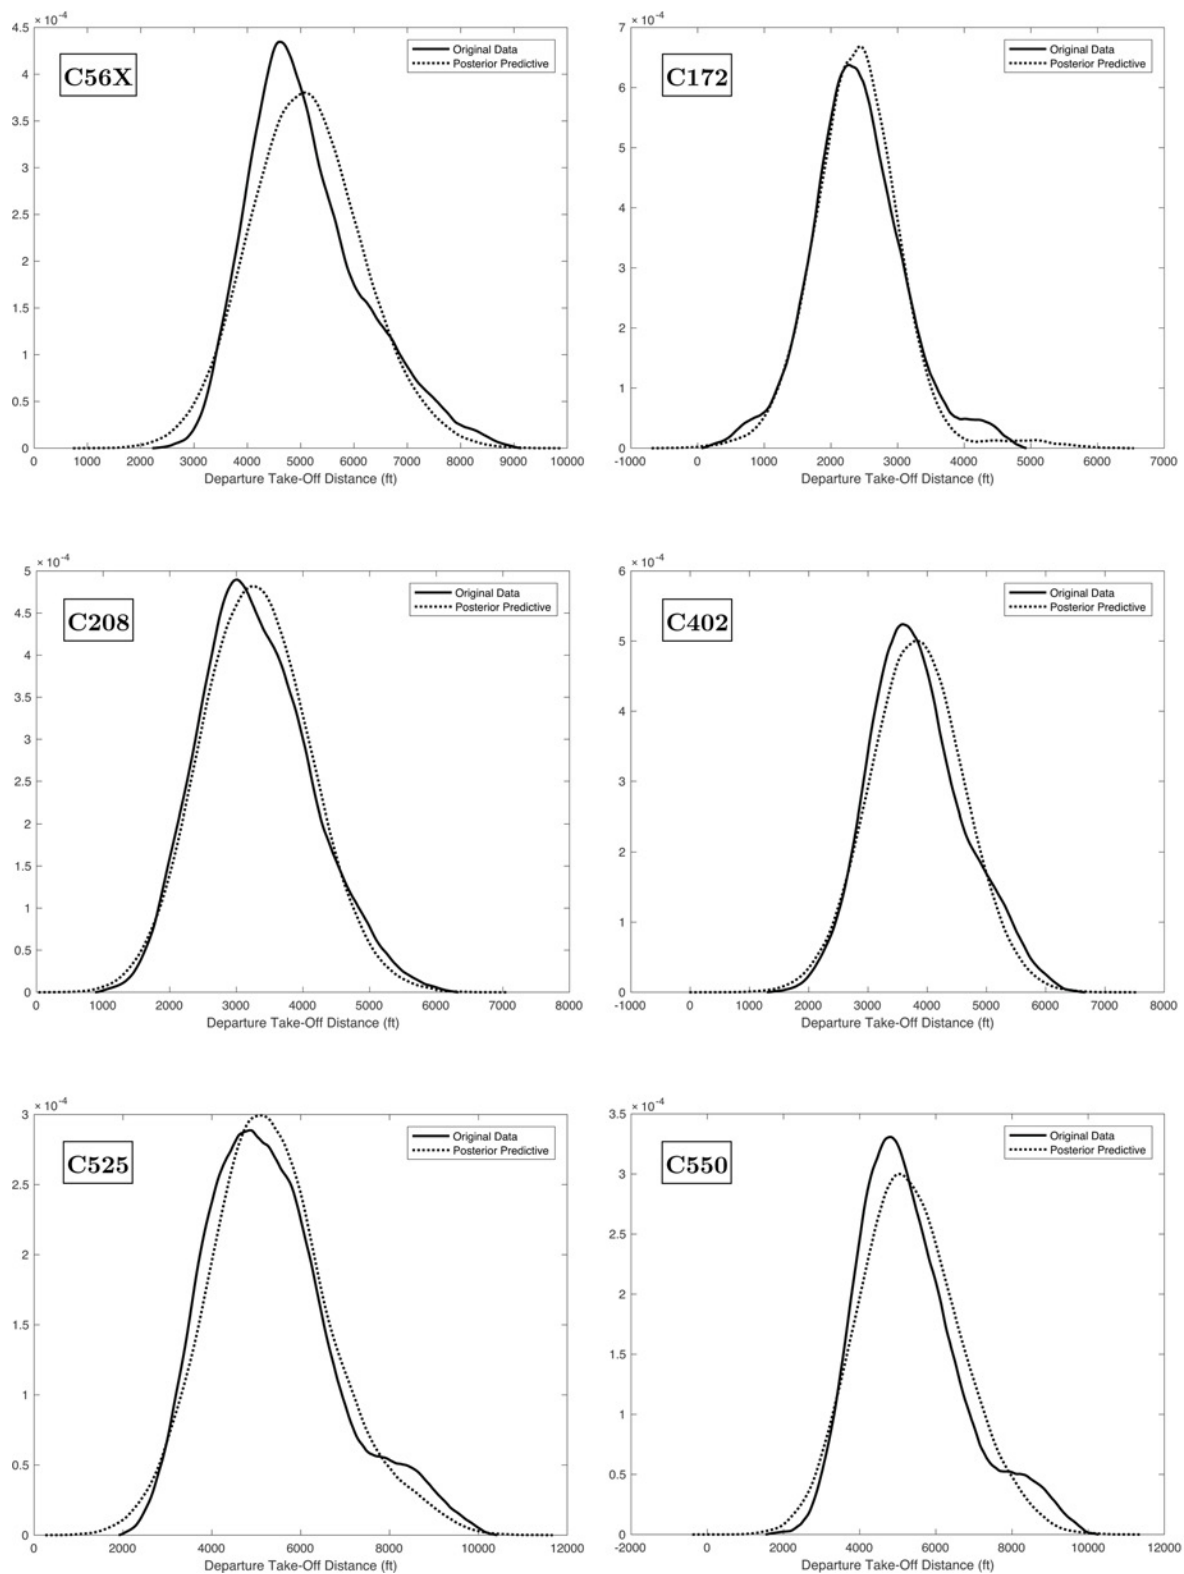 × 10⁻⁴
4.5
4
3.5
3
2.5
2
1.5
1
0.5
0
C56X
Original Data
Posterior Predictive
0 1000 2000 3000 4000 5000 6000 7000 8000 9000 10000
Departure Take-Off Distance (ft)
× 10⁻⁴
7
6
5
4
3
2
1
0
C172
Original Data
Posterior Predictive
-1000 0 1000 2000 3000 4000 5000 6000 7000
Departure Take-Off Distance (ft)
× 10⁻⁴
5
4.5
4
3.5
3
2.5
2
1.5
1
0.5
0
C208
Original Data
Posterior Predictive
0 1000 2000 3000 4000 5000 6000 7000 8000
Departure Take-Off Distance (ft)
× 10⁻⁴
6
5
4
3
2
1
0
C402
Original Data
Posterior Predictive
-1000 0 1000 2000 3000 4000 5000 6000 7000 8000
Departure Take-Off Distance (ft)
× 10⁻⁴
3
2.5
2
1.5
1
0.5
0
C525
Original Data
Posterior Predictive
0 2000 4000 6000 8000 10000 12000
Departure Take-Off Distance (ft)
× 10⁻⁴
3.5
3
2.5
2
1.5
1
0.5
0
C550
Original Data
Posterior Predictive
-2000 0 2000 4000 6000 8000 10000 12000
Departure Take-Off Distance (ft)